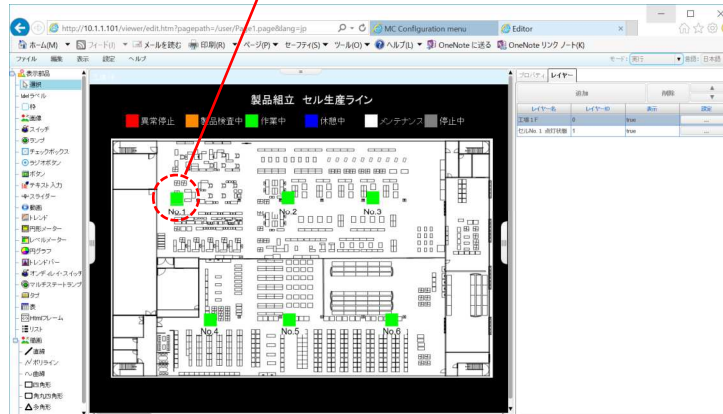 http://10.1.1.101/viewer/edit.htm?pagepath=/user/Page1.page&lang=jp
MC Configuration menu
Editor
ホーム(M)
フィード(J)
メールを読む
印刷(R)
ページ(P)
セーフティ(S)
ツール(O)
ヘルプ(L)
OneNote に送る
OneNote リンク ノート(K)
ファイル 編集 表示 設定 ヘルプ
モード: 実行
言語: 日本語
表示部品
選択
label ラベル
枠
画像
スイッチ
ランプ
チェックボックス
ラジオボタン
ボタン
テキスト入力
スライダー
動画
トレンド
円形メーター
レベルメーター
円グラフ
トレンドバー
オンディレイ・スイッチ
マルチステートランプ
タブ
表
Htmlフレーム
リスト
描画
直線
ポリライン
曲線
四角形
角丸四角形
多角形
製品組立 セル生産ライン
異常停止 製品検査中 作業中 休憩中 メンテナンス 停止中
No.1 No.2 No.3
No.4 No.5 No.6
プロパティ レイヤー
追加 削除
レイヤー名 レイヤーID 表示 設定
工場1F 0 true ...
セルNo.1 点灯状態 1 true ...